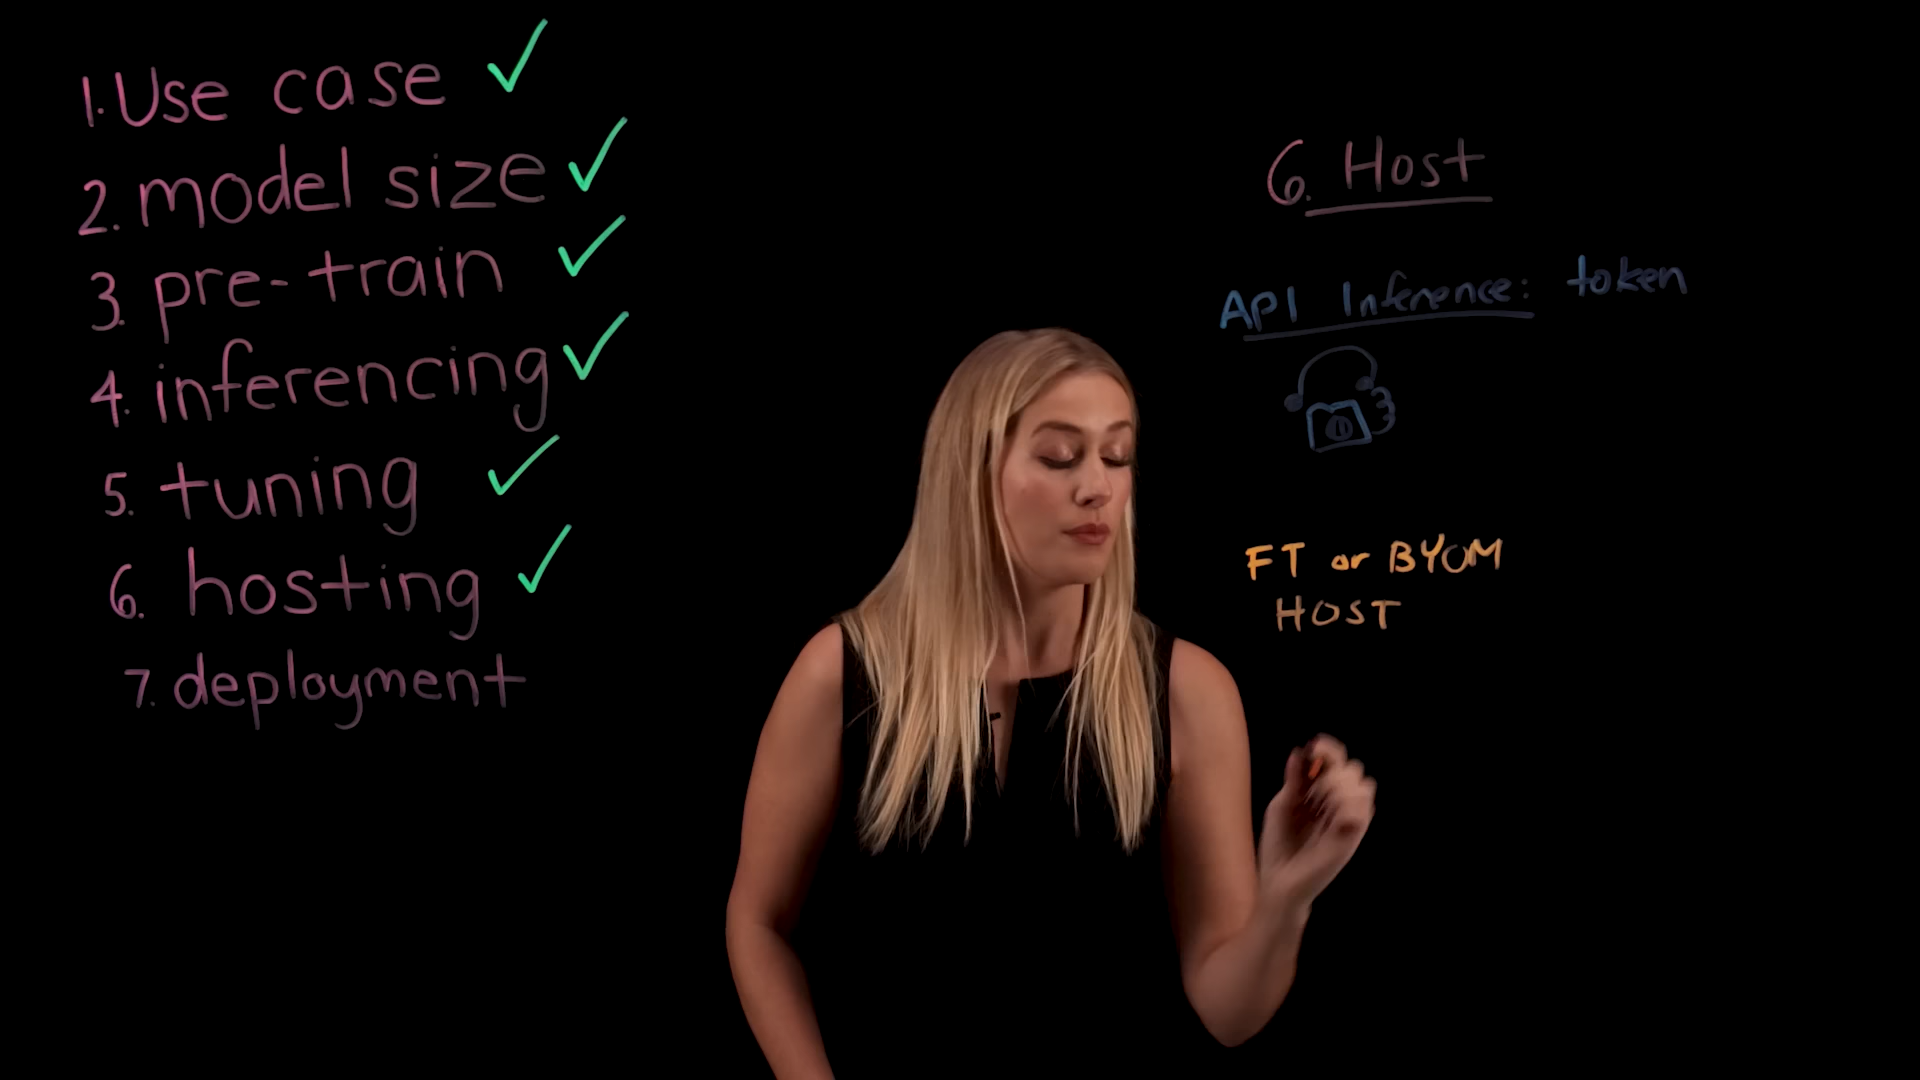 1. Use case ✓
2. model size ✓
3. pre-train ✓
4. inferencing ✓
5. tuning ✓
6. hosting ✓
7. deployment
6. Host
API Inference: token
FT or BYOM
HOST